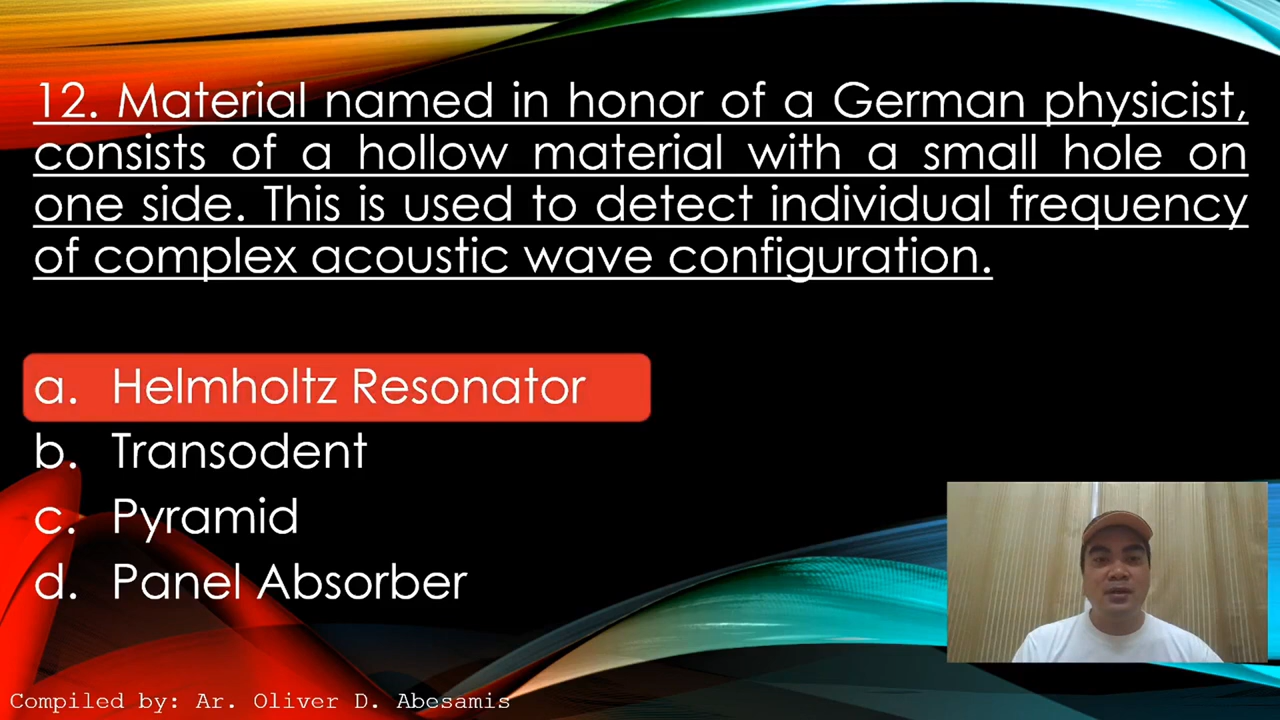 12. Material named in honor of a German physicist,
consists of a hollow material with a small hole on
one side. This is used to detect individual frequency
of complex acoustic wave configuration.
a. Helmholtz Resonator
b. Transodent
c. Pyramid
d. Panel Absorber
Compiled by: Ar. Oliver D. Abesamis